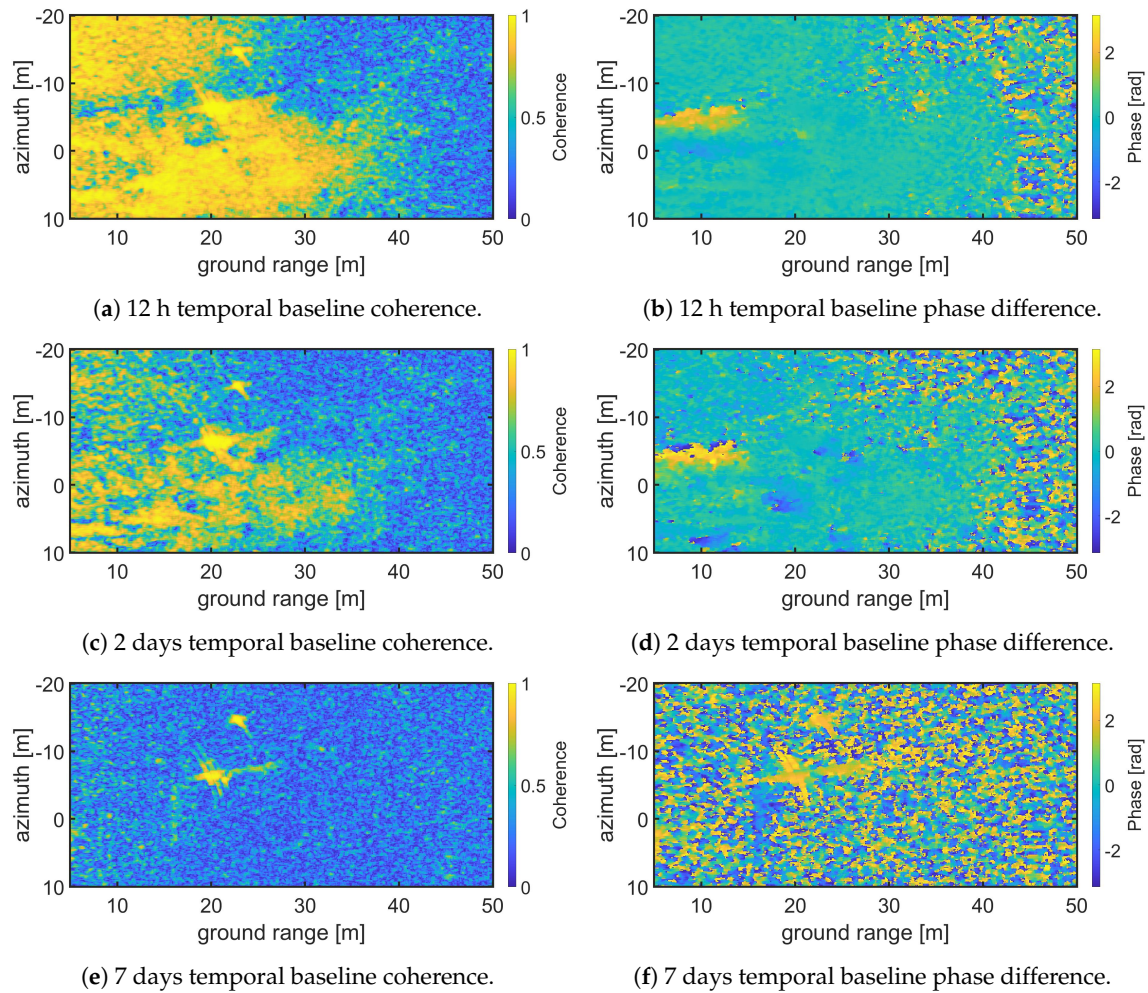 -20
-10
0
10
azimuth [m]
10 20 30 40 50
ground range [m]
1
0.5
0
Coherence
-20
-10
0
10
azimuth [m]
10 20 30 40 50
ground range [m]
2
0
-2
Phase [rad]
(a) 12 h temporal baseline coherence.
(b) 12 h temporal baseline phase difference.
-20
-10
0
10
azimuth [m]
10 20 30 40 50
ground range [m]
1
0.5
0
Coherence
-20
-10
0
10
azimuth [m]
10 20 30 40 50
ground range [m]
2
0
-2
Phase [rad]
(c) 2 days temporal baseline coherence.
(d) 2 days temporal baseline phase difference.
-20
-10
0
10
azimuth [m]
10 20 30 40 50
ground range [m]
1
0.5
0
Coherence
-20
-10
0
10
azimuth [m]
10 20 30 40 50
ground range [m]
2
0
-2
Phase [rad]
(e) 7 days temporal baseline coherence.
(f) 7 days temporal baseline phase difference.